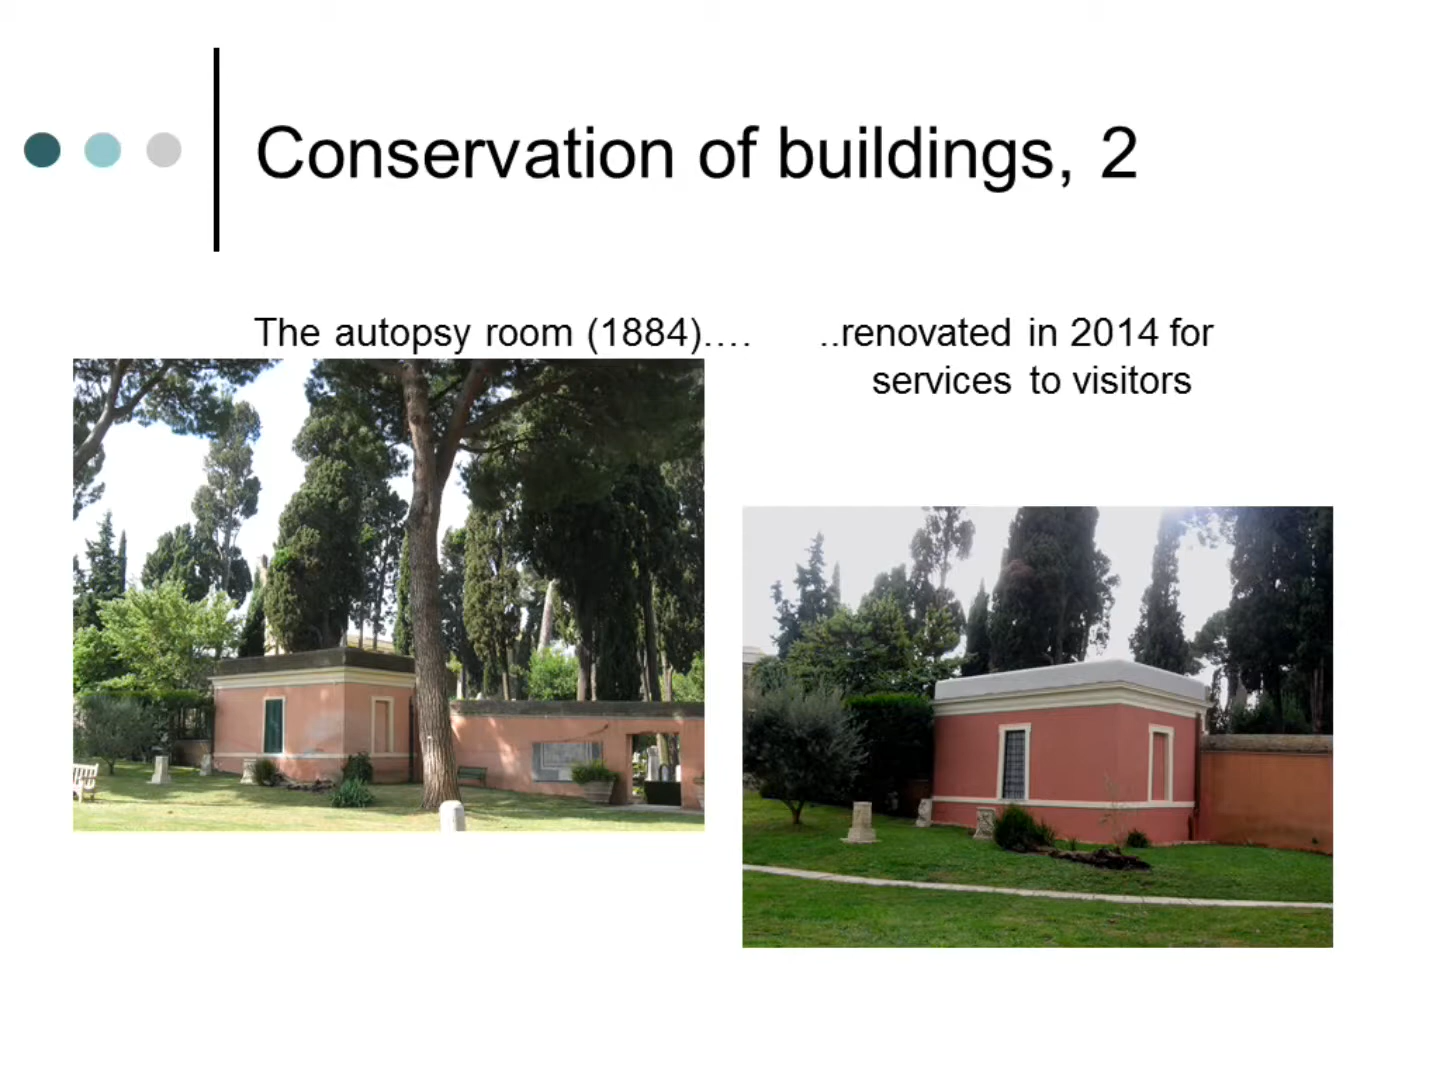 Conservation of buildings, 2
The autopsy room (1884)....
..renovated in 2014 for
services to visitors